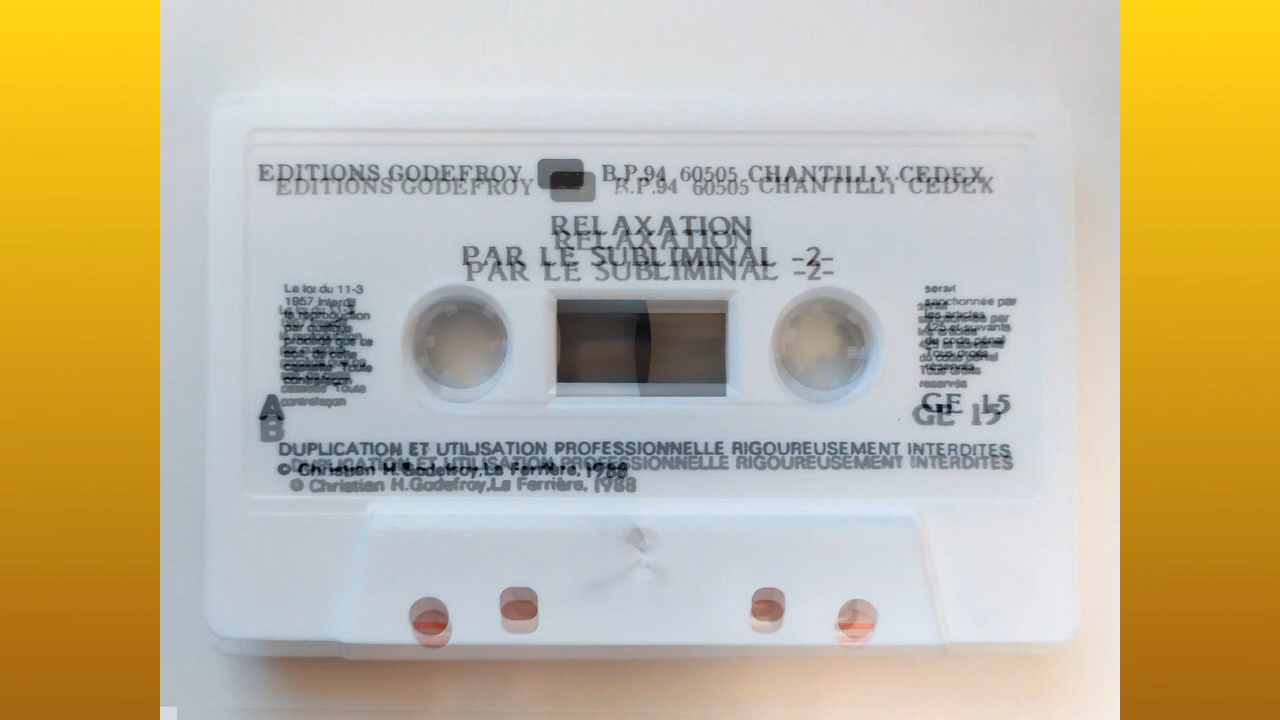 EDITIONS GODEFROY B.P.94 60505 CHANTILLY CEDEX
RELAXATION
PAR LE SUBLIMINAL -2-
La loi du 11-3
1957 interdit
la reproduction
par quelque
procédé que ce
soit, de cette
cassette. Toute
contrefaçon
serait
sanctionnée par
les articles
425 et suivants
du code pénal
Tous droits
réservés
A
B
GE 15
DUPLICATION ET UTILISATION PROFESSIONNELLE RIGOUREUSEMENT INTERDITES
© Christian H.Godefroy,La Ferrière, 1988